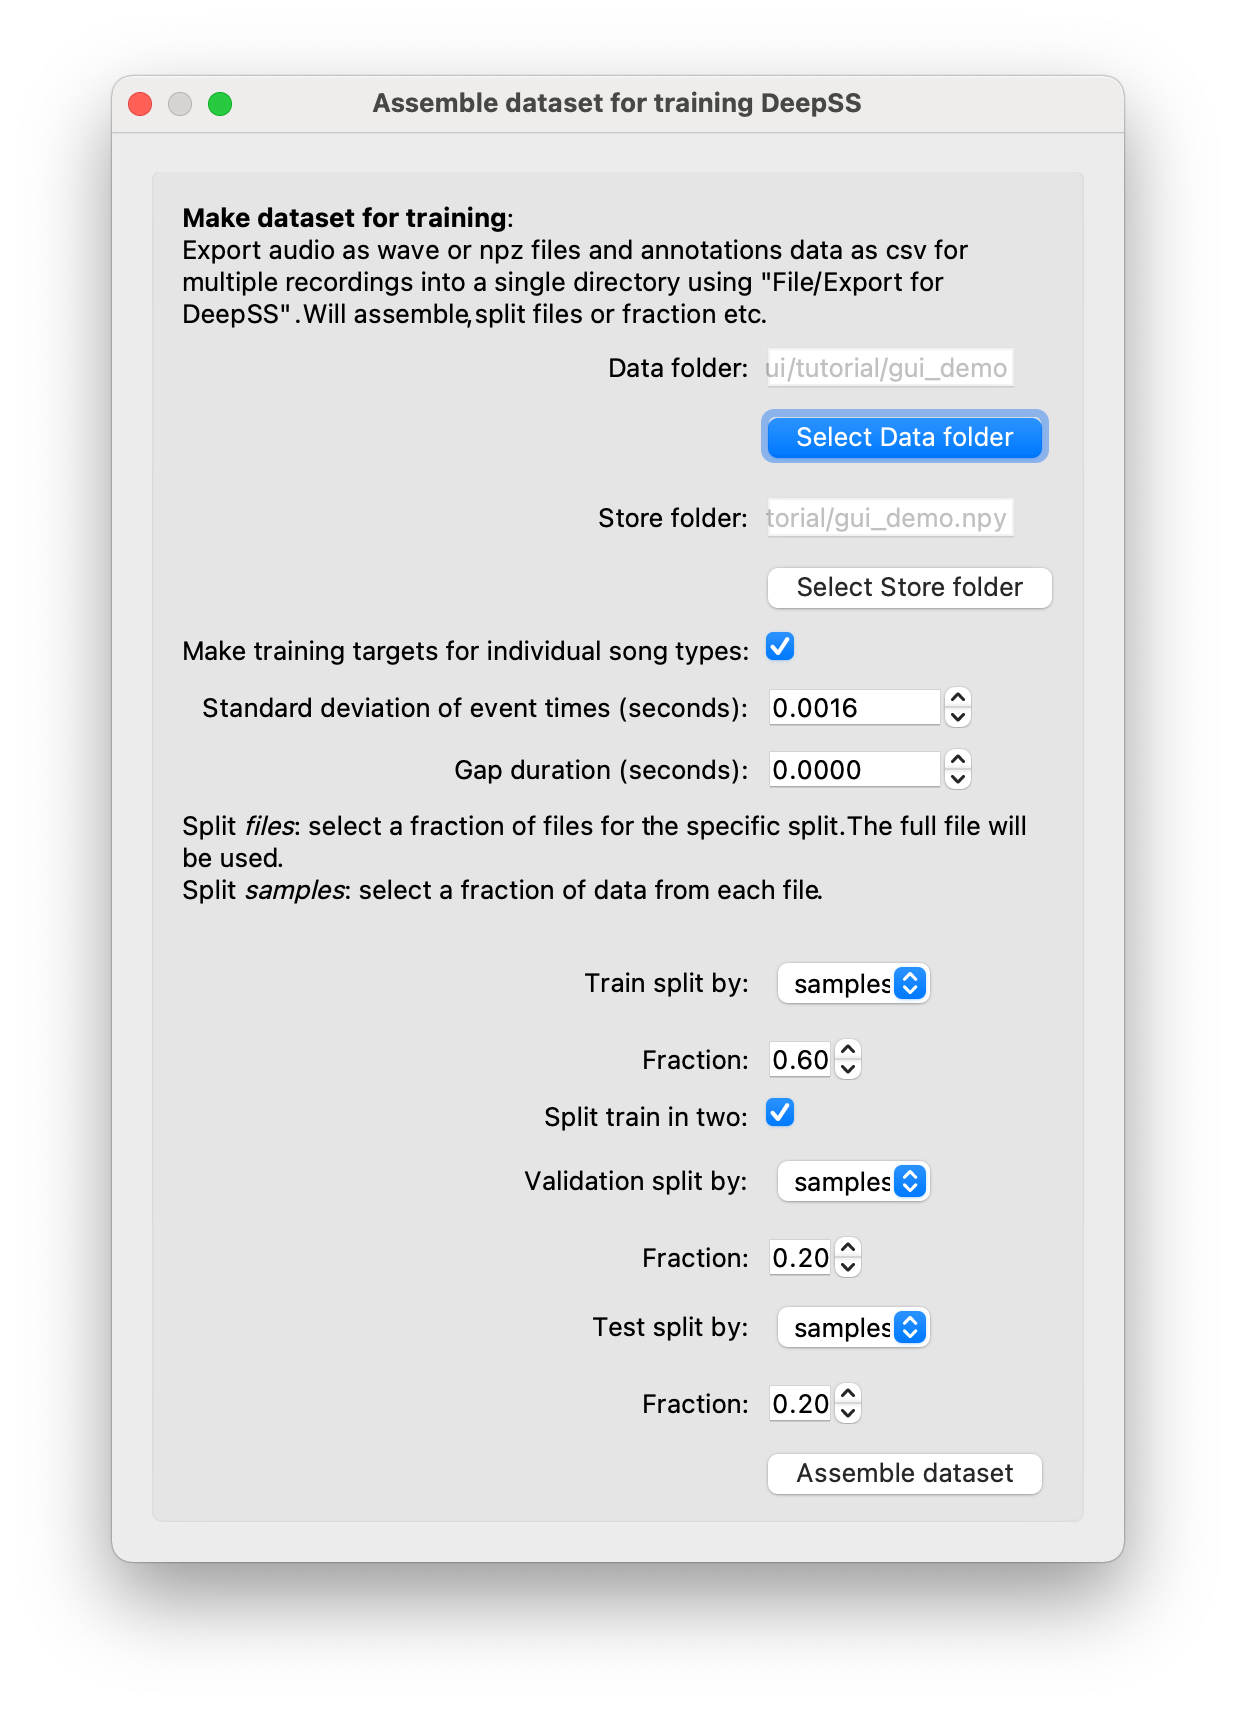 Assemble dataset for training DeepSS
Make dataset for training:
Export audio as wave or npz files and annotations data as csv for
multiple recordings into a single directory using "File/Export for
DeepSS".Will assemble,split files or fraction etc.
Data folder: ui/tutorial/gui_demo
Select Data folder
Store folder: torial/gui_demo.npy
Select Store folder
Make training targets for individual song types:
Standard deviation of event times (seconds): 0.0016
Gap duration (seconds): 0.0000
Split files: select a fraction of files for the specific split.The full file will
be used.
Split samples: select a fraction of data from each file.
Train split by: samples
Fraction: 0.60
Split train in two:
Validation split by: samples
Fraction: 0.20
Test split by: samples
Fraction: 0.20
Assemble dataset